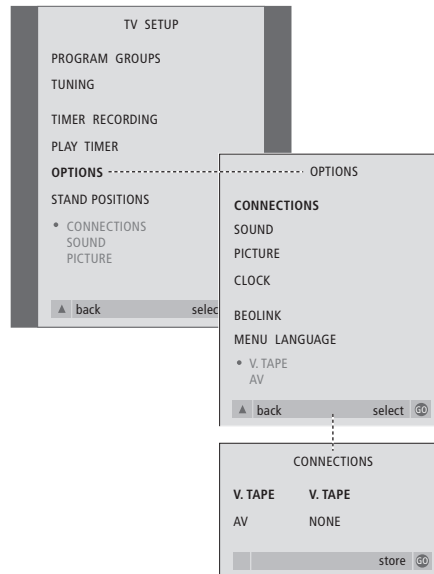 TV SETUP
PROGRAM GROUPS
TUNING
TIMER RECORDING
PLAY TIMER
OPTIONS
STAND POSITIONS
• CONNECTIONS
SOUND
PICTURE
▲ back selec
OPTIONS
CONNECTIONS
SOUND
PICTURE
CLOCK
BEOLINK
MENU LANGUAGE
• V. TAPE
AV
▲ back select GO
CONNECTIONS
V. TAPE V. TAPE
AV NONE
store GO